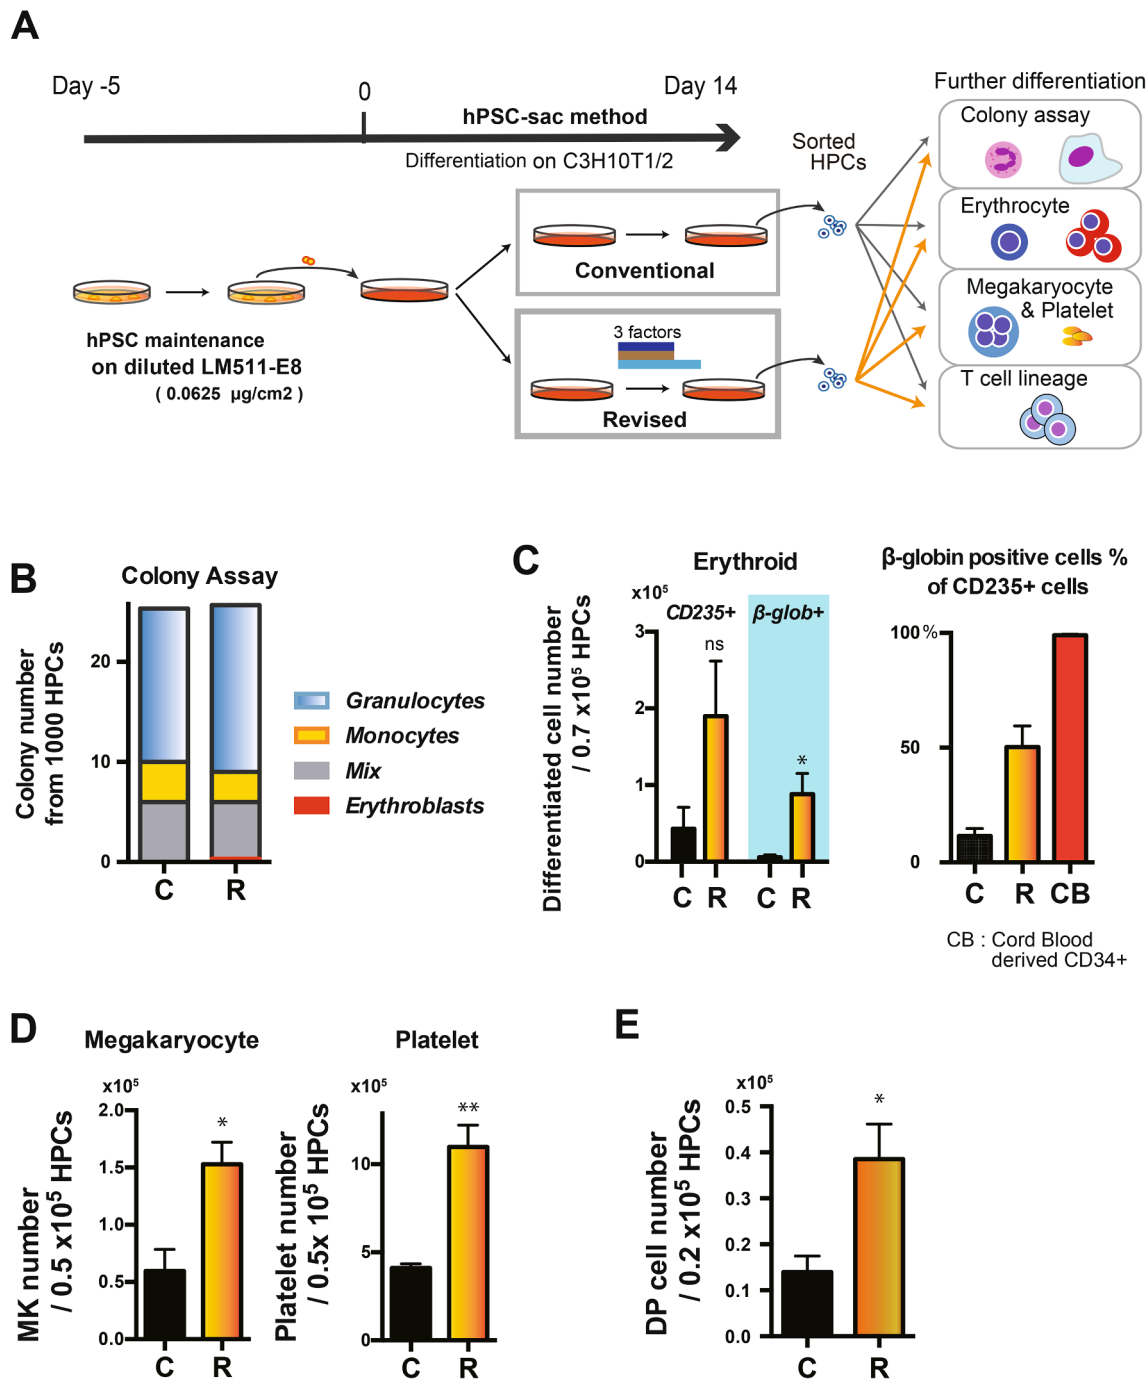 A
Day -5
0
Day 14
hPSC-sac method
Differentiation on C3H10T1/2
Sorted
HPCs
Further differentiation
Colony assay
Erythrocyte
Megakaryocyte
& Platelet
T cell lineage
Conventional
3 factors
Revised
hPSC maintenance
on diluted LM511-E8
( 0.0625 µg/cm2 )
B
Colony Assay
Colony number
from 1000 HPCs
20
10
0
C
R
Granulocytes
Monocytes
Mix
Erythroblasts
C
Erythroid
x10⁵
Differentiated cell number
/ 0.7 x10⁵ HPCs
CD235+
β-glob+
3
2
1
0
ns
*
C
R
C
R
β-globin positive cells %
of CD235+ cells
100%
50
0
C
R
CB
CB : Cord Blood
derived CD34+
D
Megakaryocyte
x10⁵
MK number
/ 0.5 x10⁵ HPCs
2.0
1.5
1.0
0.5
0.0
*
C
R
Platelet
x10⁵
Platelet number
/ 0.5x 10⁵ HPCs
10
5
0
**
C
R
E
x10⁵
DP cell number
/ 0.2 x10⁵ HPCs
0.5
0.4
0.3
0.2
0.1
0.0
*
C
R